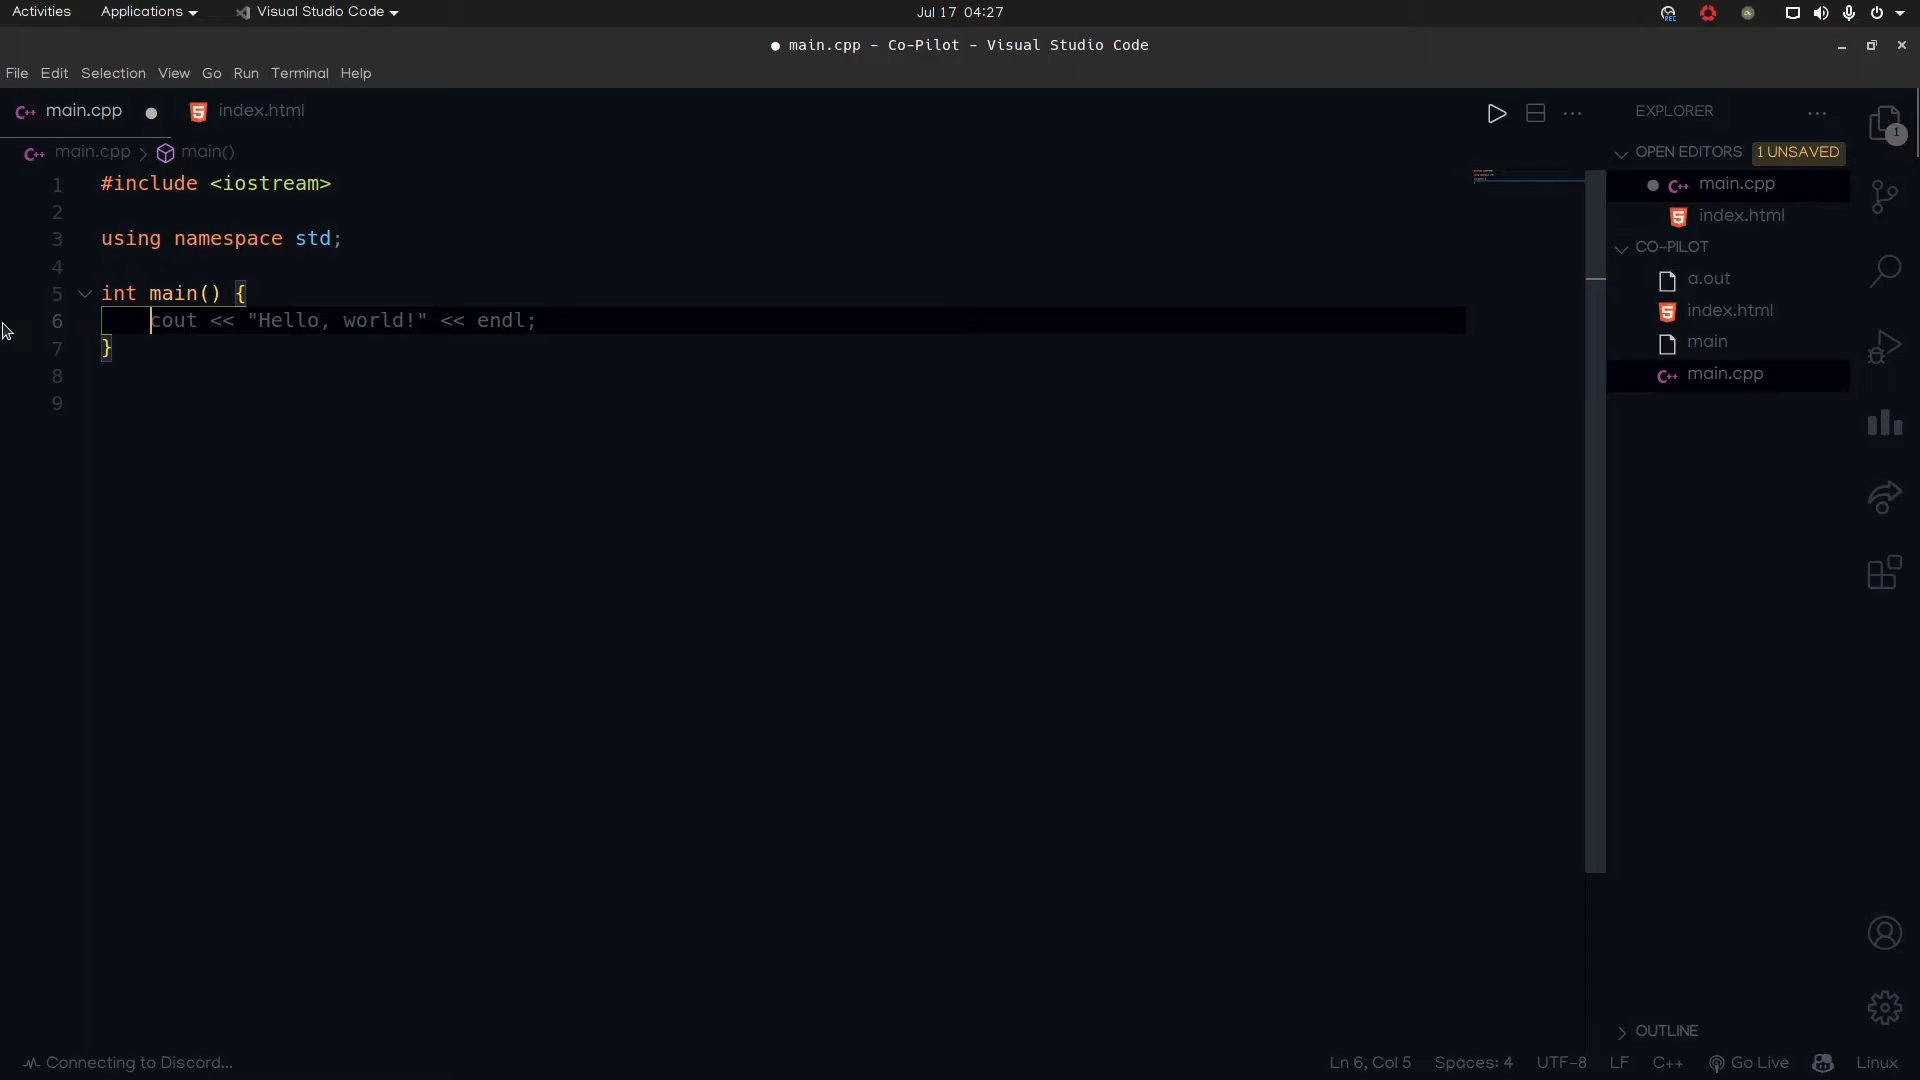 Activities Applications Visual Studio Code Jul 17 04:27
● main.cpp - Co-Pilot - Visual Studio Code
File Edit Selection View Go Run Terminal Help
main.cpp index.html
main.cpp > main()
1 #include <iostream>
2
3 using namespace std;
4
5 int main() {
6 cout << "Hello, world!" << endl;
7 }
8
9
EXPLORER
OPEN EDITORS 1 UNSAVED
main.cpp
index.html
CO-PILOT
a.out
index.html
main
main.cpp
OUTLINE
1
Connecting to Discord... Ln 6, Col 5 Spaces: 4 UTF-8 LF C++ Go Live Linux